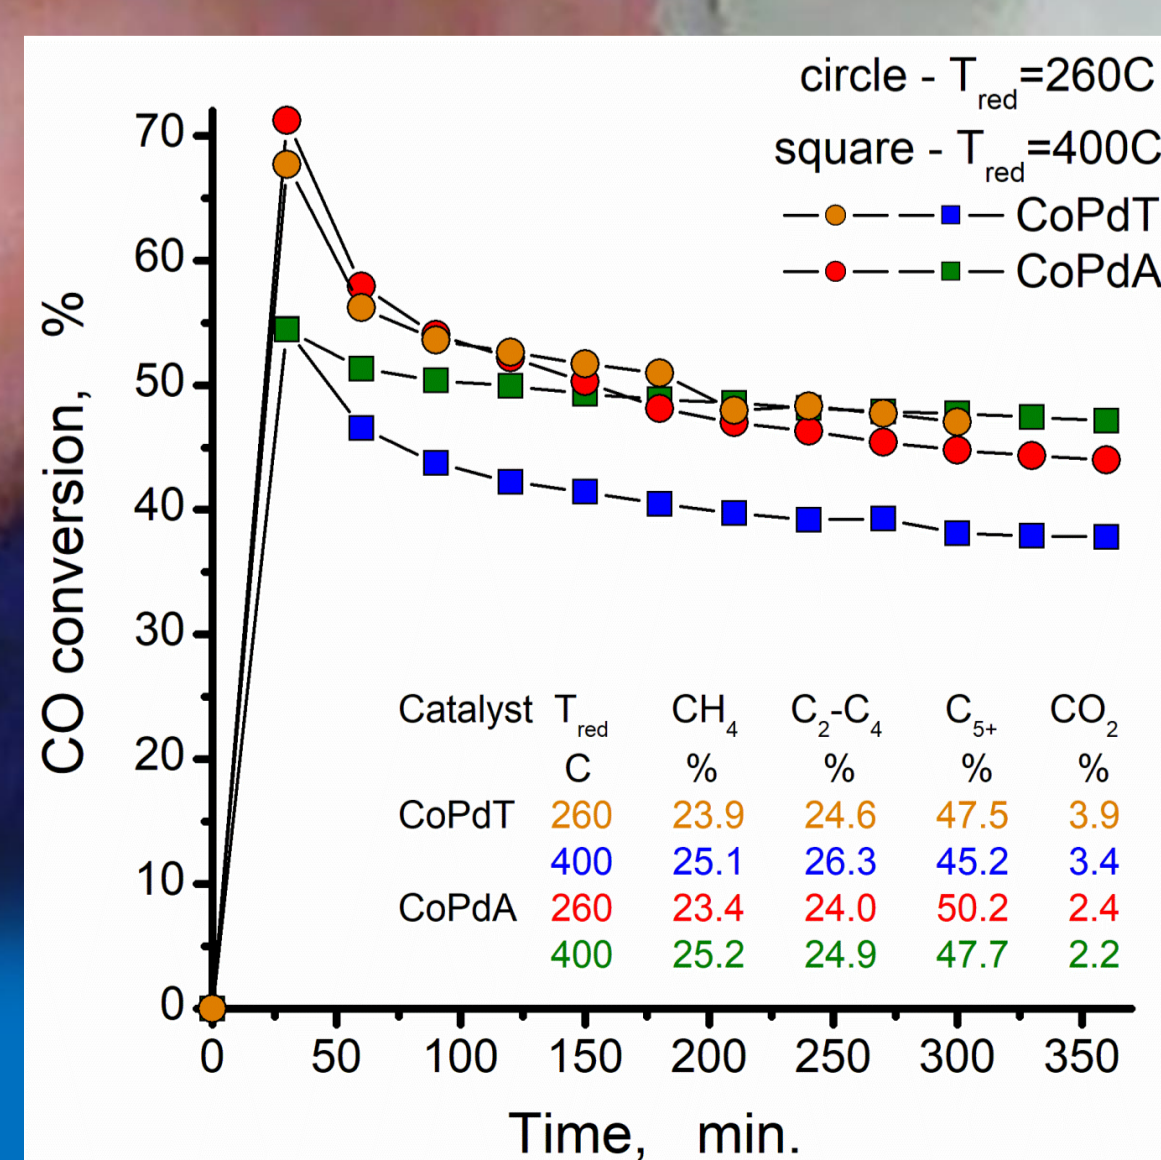 circle - Tred=260C
square - Tred=400C
CoPdT
CoPdA
CO conversion, %
70
60
50
40
30
20
10
0
Catalyst Tred CH4 C2-C4 C5+ CO2
C % % % %
CoPdT 260 23.9 24.6 47.5 3.9
400 25.1 26.3 45.2 3.4
CoPdA 260 23.4 24.0 50.2 2.4
400 25.2 24.9 47.7 2.2
0 50 100 150 200 250 300 350
Time, min.